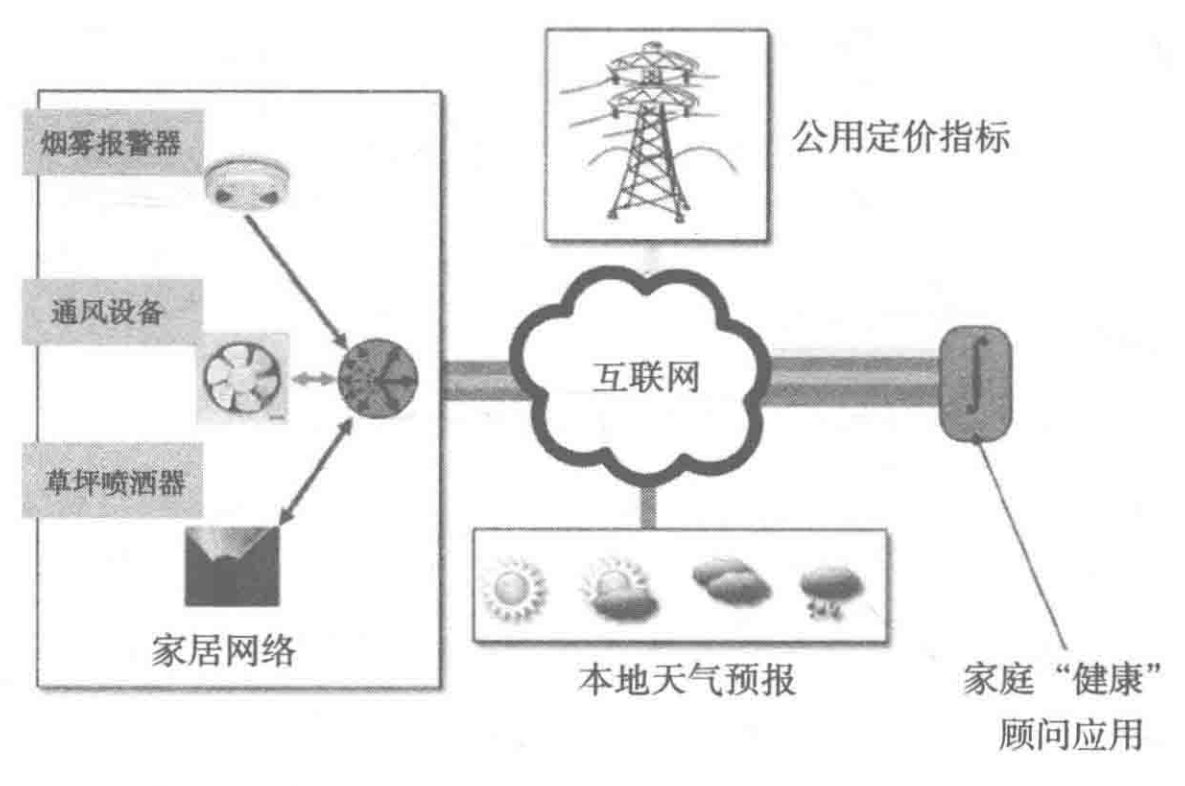 公用定价指标
烟雾报警器
通风设备
互联网
草坪喷洒器
家居网络
本地天气预报
家庭“健康”
顾问应用